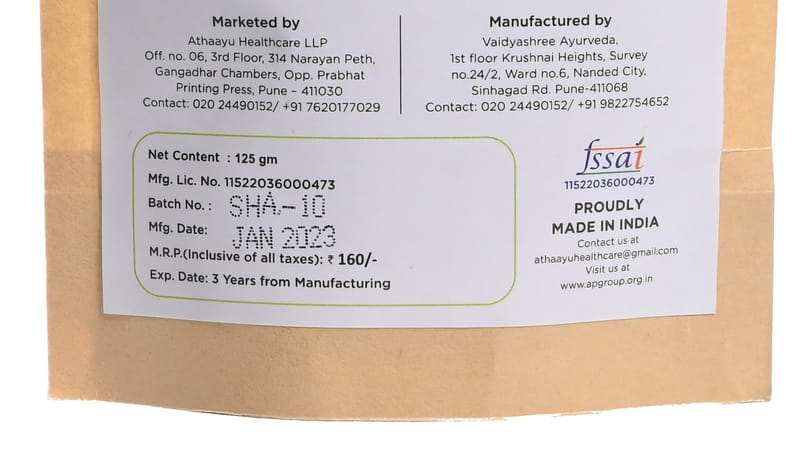 Marketed by
Athaayu Healthcare LLP
Off. no. 06, 3rd Floor, 314 Narayan Peth,
Gangadhar Chambers, Opp. Prabhat
Printing Press, Pune – 411030
Contact: 020 24490152/ +91 7620177029
Manufactured by
Vaidyashree Ayurveda,
1st floor Krushnai Heights, Survey
no.24/2, Ward no.6, Nanded City,
Sinhagad Rd. Pune-411068
Contact: 020 24490152/ +91 9822754652
Net Content : 125 gm
Mfg. Lic. No. 11522036000473
Batch No. : SHA-10
Mfg. Date: JAN 2023
M.R.P.(Inclusive of all taxes): ₹ 160/-
Exp. Date: 3 Years from Manufacturing
fssai
11522036000473
PROUDLY
MADE IN INDIA
Contact us at
athaayuhealthcare@gmail.com
Visit us at
www.apgroup.org.in